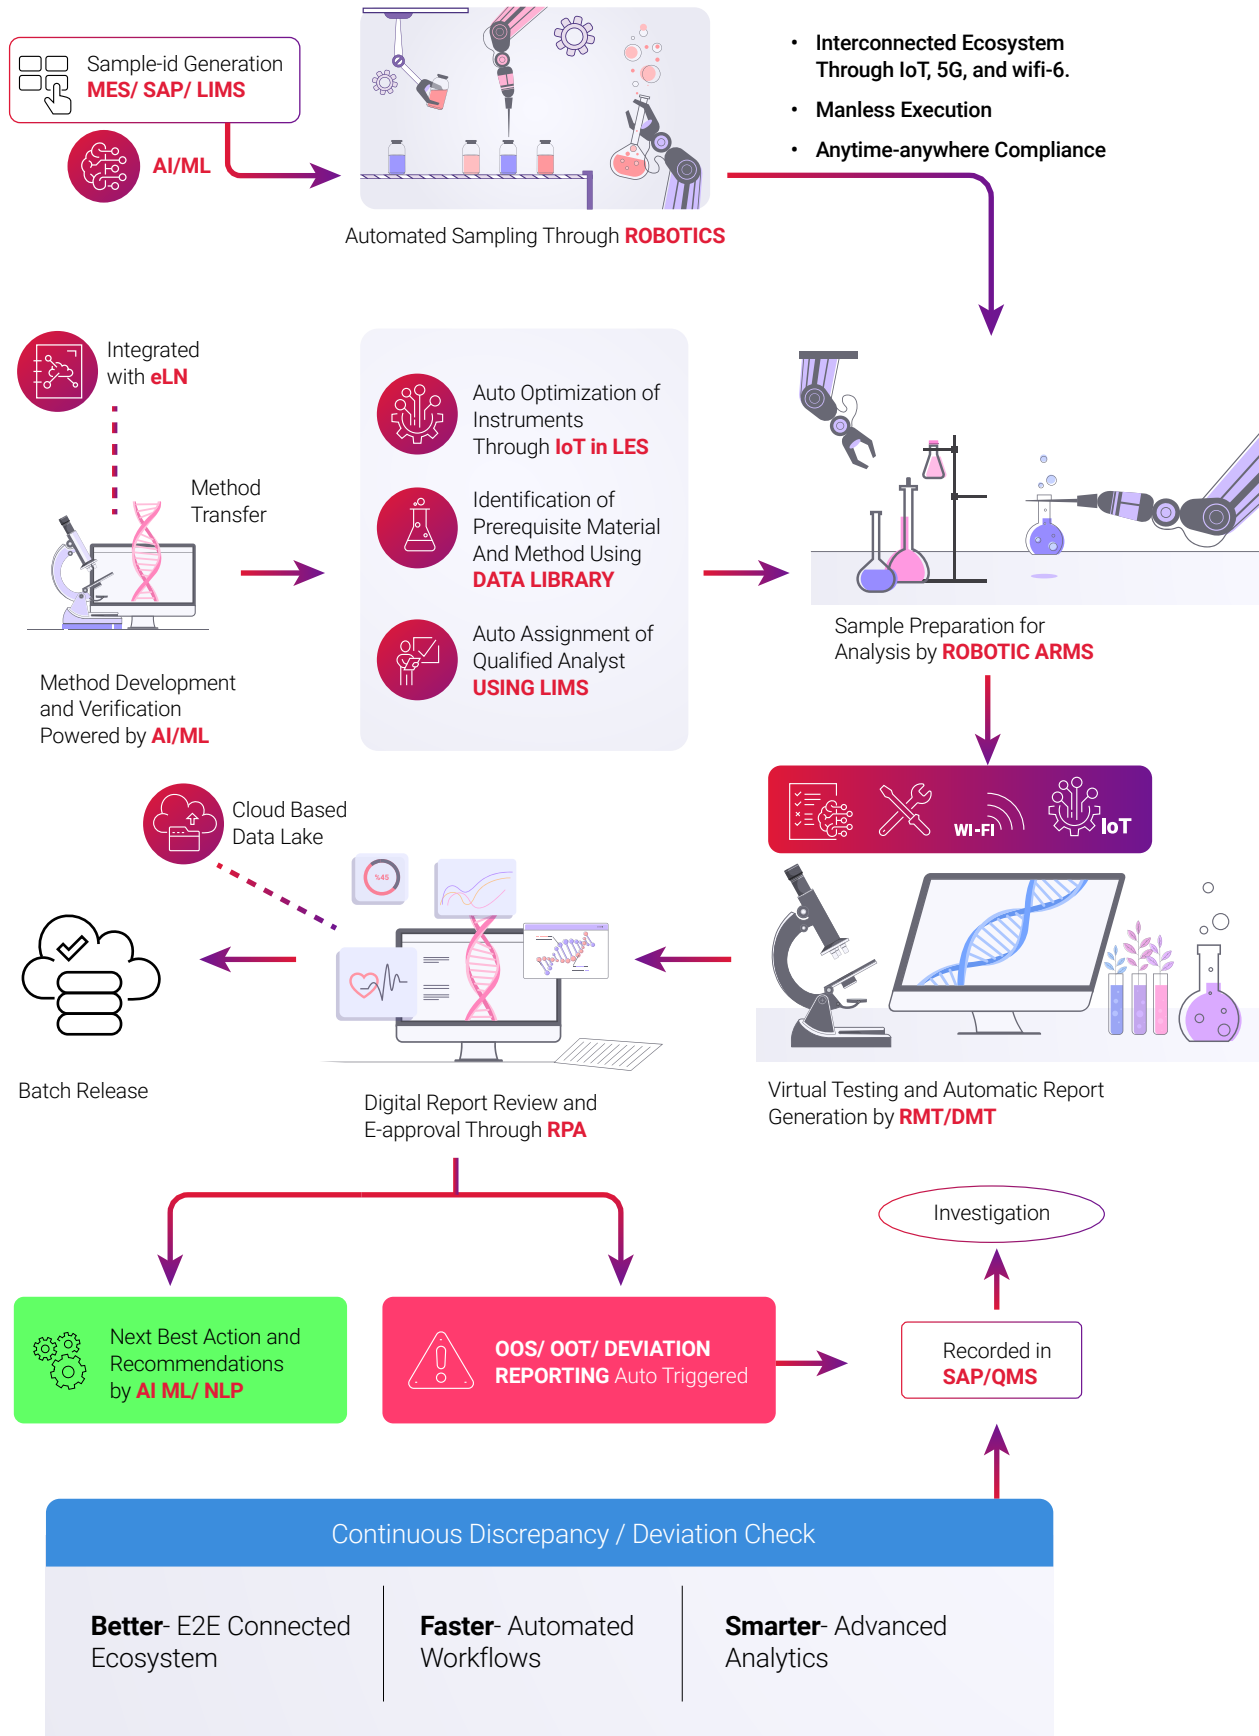 Sample-id Generation
MES/ SAP/ LIMS
AI/ML
Automated Sampling Through ROBOTICS
• Interconnected Ecosystem
Through IoT, 5G, and wifi-6.
• Manless Execution
• Anytime-anywhere Compliance
Integrated
with eLN
Method
Transfer
Method Development
and Verification
Powered by AI/ML
Auto Optimization of
Instruments
Through IoT in LES
Identification of
Prerequisite Material
And Method Using
DATA LIBRARY
Auto Assignment of
Qualified Analyst
USING LIMS
Sample Preparation for
Analysis by ROBOTIC ARMS
WI-FI
IoT
Cloud Based
Data Lake
%45
Batch Release
Digital Report Review and
E-approval Through RPA
Virtual Testing and Automatic Report
Generation by RMT/DMT
Investigation
Next Best Action and
Recommendations
by AI ML/ NLP
OOS/ OOT/ DEVIATION
REPORTING Auto Triggered
Recorded in
SAP/QMS
Continuous Discrepancy / Deviation Check
Better- E2E Connected
Ecosystem
Faster- Automated
Workflows
Smarter- Advanced
Analytics